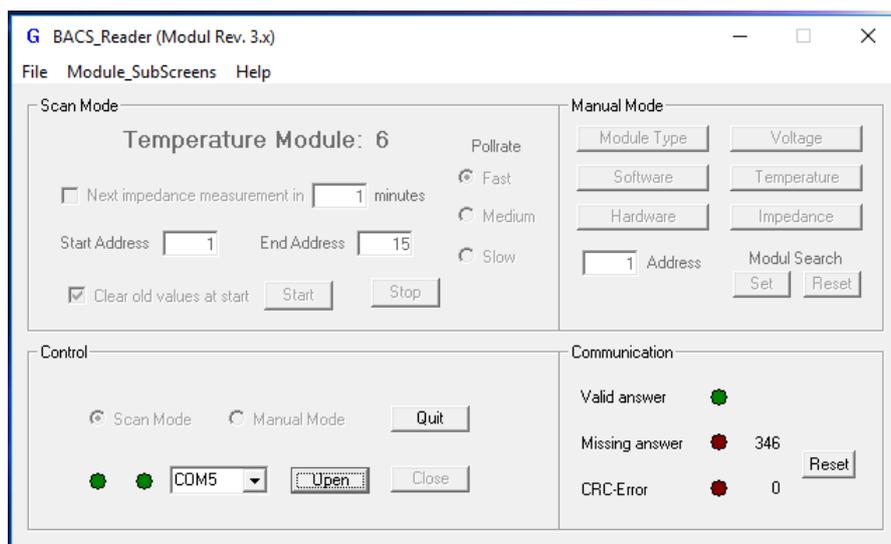 G BACS_Reader (Modul Rev. 3.x)
File Module_SubScreens Help
Scan Mode
Temperature Module: 6
Pollrate
Next impedance measurement in 1 minutes
Fast
Medium
Slow
Start Address 1 End Address 15
Clear old values at start Start Stop
Manual Mode
Module Type Voltage
Software Temperature
Hardware Impedance
1 Address
Modul Search
Set Reset
Control
Scan Mode Manual Mode Quit
COM5 Open Close
Communication
Valid answer
Missing answer 346
CRC-Error 0
Reset